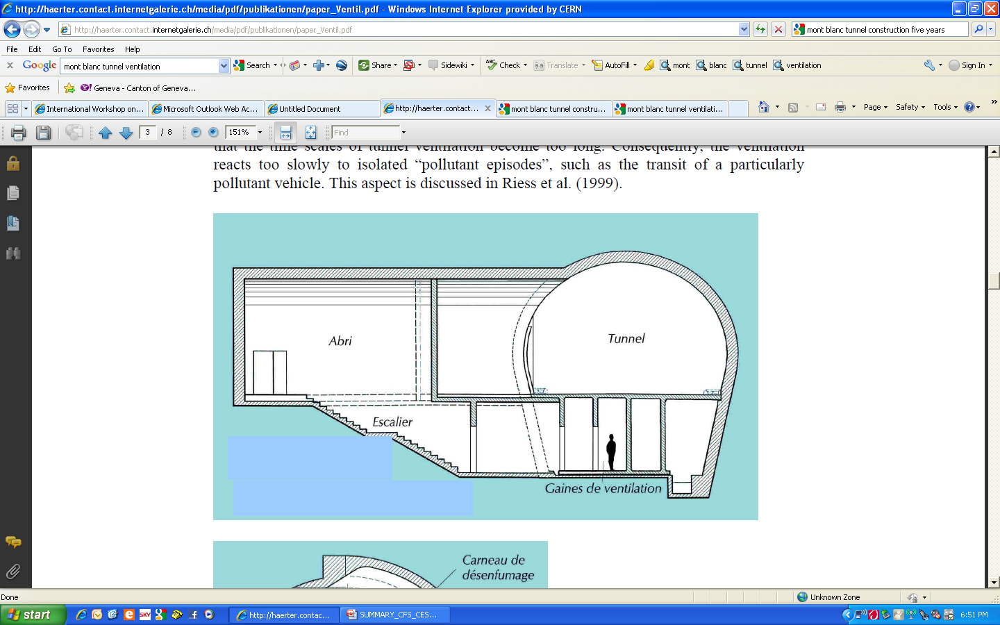 http://haerter.contact.internetgalerie.ch/media/pdf/publikationen/paper_Ventil.pdf - Windows Internet Explorer provided by CERN
http://haerter.contact.internetgalerie.ch/media/pdf/publikationen/paper_Ventil.pdf
mont blanc tunnel construction five years
File Edit Go To Favorites Help
x Google mont blanc tunnel ventilation Search Share Sidewiki ABC Check Translate AutoFill mont blanc tunnel ventilation Sign In
Favorites Geneva - Canton of Geneva...
International Workshop on... Microsoft Outlook Web Ac... Untitled Document http://haerter.contact... mont blanc tunnel constru... mont blanc tunnel ventilati... Page Safety Tools
3 / 8 151% Find
that the time scales of tunnel ventilation become too long. Consequently, the ventilation
reacts too slowly to isolated “pollutant episodes”, such as the transit of a particularly
pollutant vehicle. This aspect is discussed in Riess et al. (1999).
Abri
Tunnel
Escalier
Gaines de ventilation
Carneau de
désenfumage
Done Unknown Zone
start SKY http://haerter.contac... SUMMARY_CFS_CES... 6:51 PM